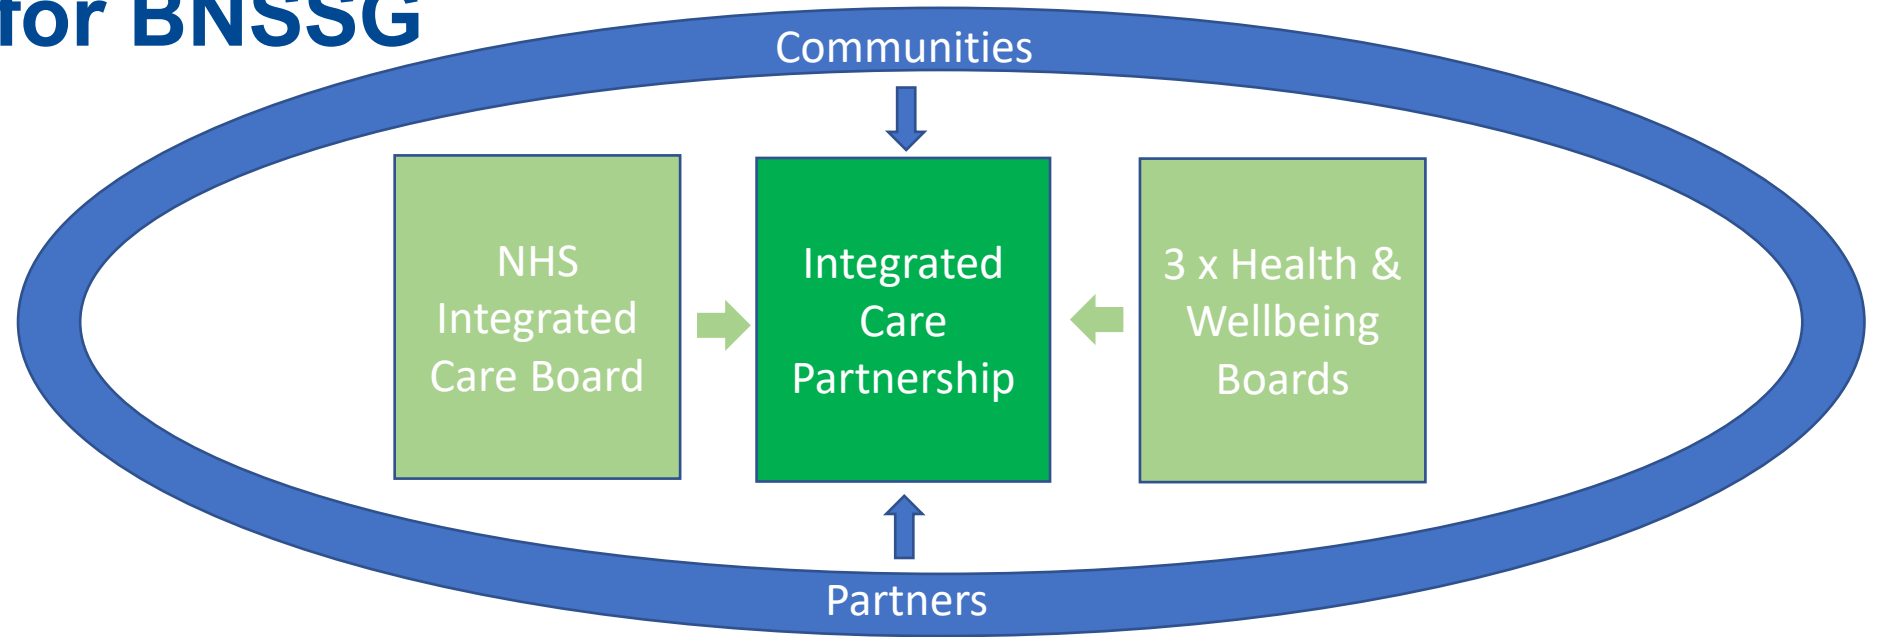 for BNSSG
Communities
NHS
Integrated
Care Board
Integrated
Care
Partnership
3 x Health &
Wellbeing
Boards
Partners